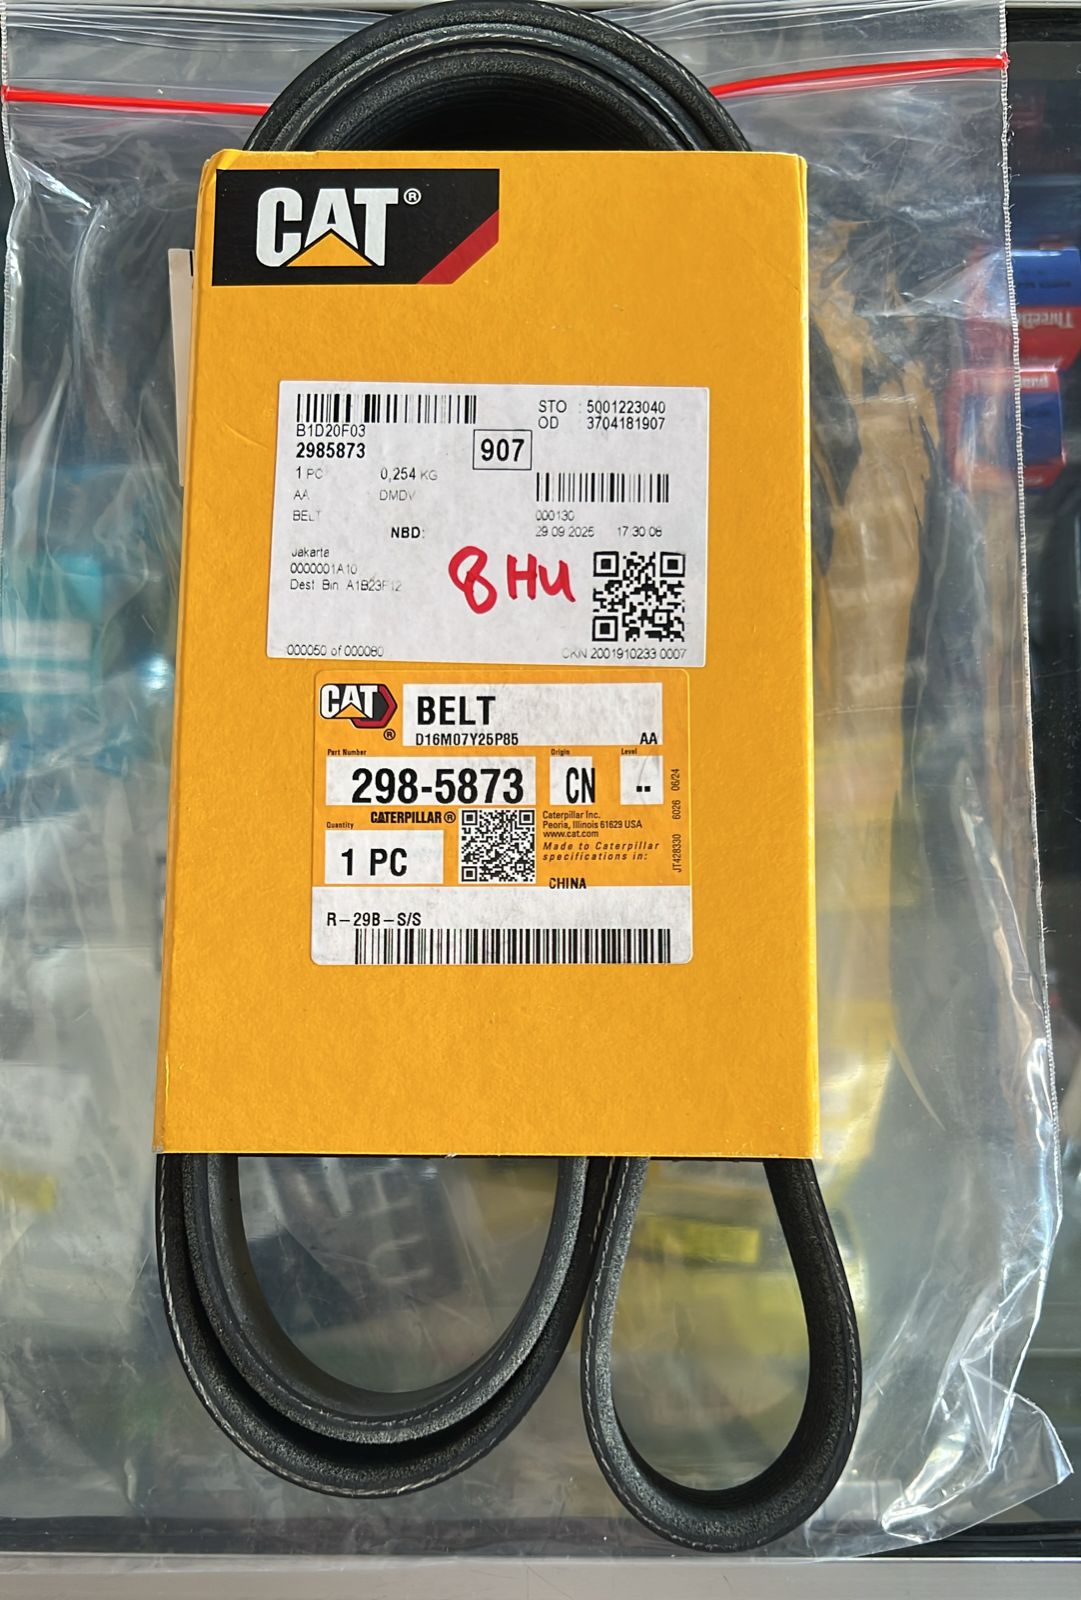 CAT®
B1D20F03
2985873
907
STO : 5001223040
OD 3704181907
1 PC 0,254 KG
AA DMDV
BELT
NBD:
000130
29 09 2025 17:30 08
Jakarta
0000001A10
Dest Bin A1B23F12
8 HU
000050 of 000080
CKN 2001910233 0007
CAT®
BELT
D16M07Y25P85 AA
Part Number
298-5873
Origin
CN
Level
--
CATERPILLAR®
Quantity
1 PC
Caterpillar Inc.
Peoria, Illinois 61629 USA
www.cat.com
Made to Caterpillar
specifications in:
CHINA
JT428330 6026 06/24
R-29B-S/S